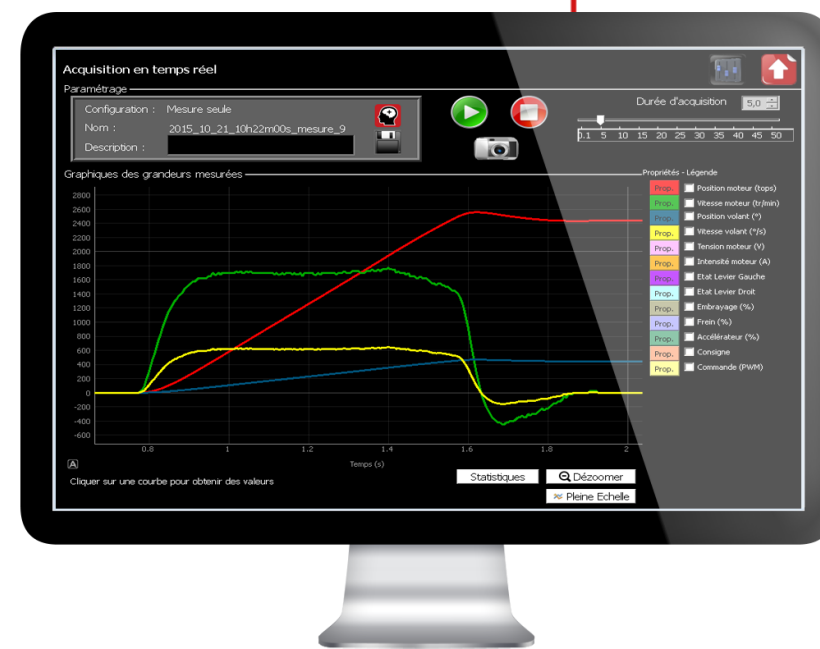 Acquisition en temps réel
Paramétrage
Configuration : Mesure seule
Nom : 2015_10_21_10h22m00s_mesure_9
Description :
Durée d'acquisition 5,0
0.1 5 10 15 20 25 30 35 40 45 50
Graphiques des grandeurs mesurées
Propriétés - Légende
Prop. Position moteur (tops)
Prop. Vitesse moteur (tr/min)
Prop. Position volant (°)
Prop. Vitesse volant (°/s)
Prop. Tension moteur (V)
Prop. Intensité moteur (A)
Prop. Etat Levier Gauche
Prop. Etat Levier Droit
Prop. Embrayage (%)
Prop. Frein (%)
Prop. Accélérateur (%)
Prop. Consigne
Prop. Commande (PWM)
2800
2600
2400
2200
2000
1800
1600
1400
1200
1000
800
600
400
200
0
-200
-400
-600
0.8 1 1.2 1.4 1.6 1.8 2
Temps (s)
A
Cliquer sur une courbe pour obtenir des valeurs
Statistiques
Dézoomer
Pleine Echelle